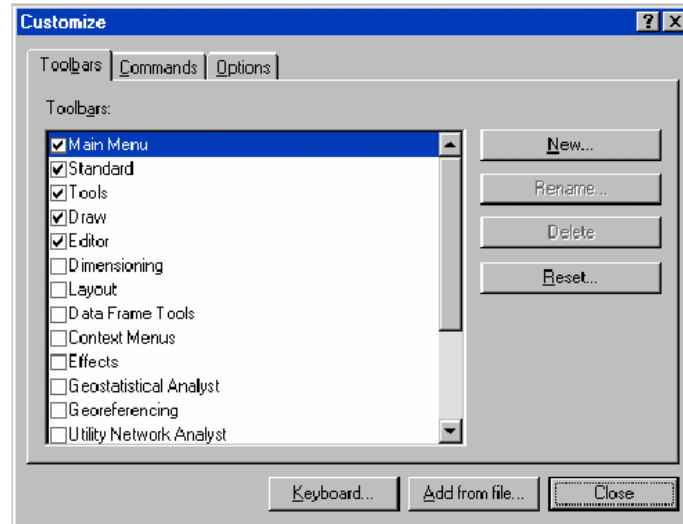 Customize
Toolbars Commands Options
Toolbars:
Main Menu
Standard
Tools
Draw
Editor
Dimensioning
Layout
Data Frame Tools
Context Menus
Effects
Geostatistical Analyst
Georeferencing
Utility Network Analyst
New...
Rename...
Delete
Reset...
Keyboard... Add from file... Close